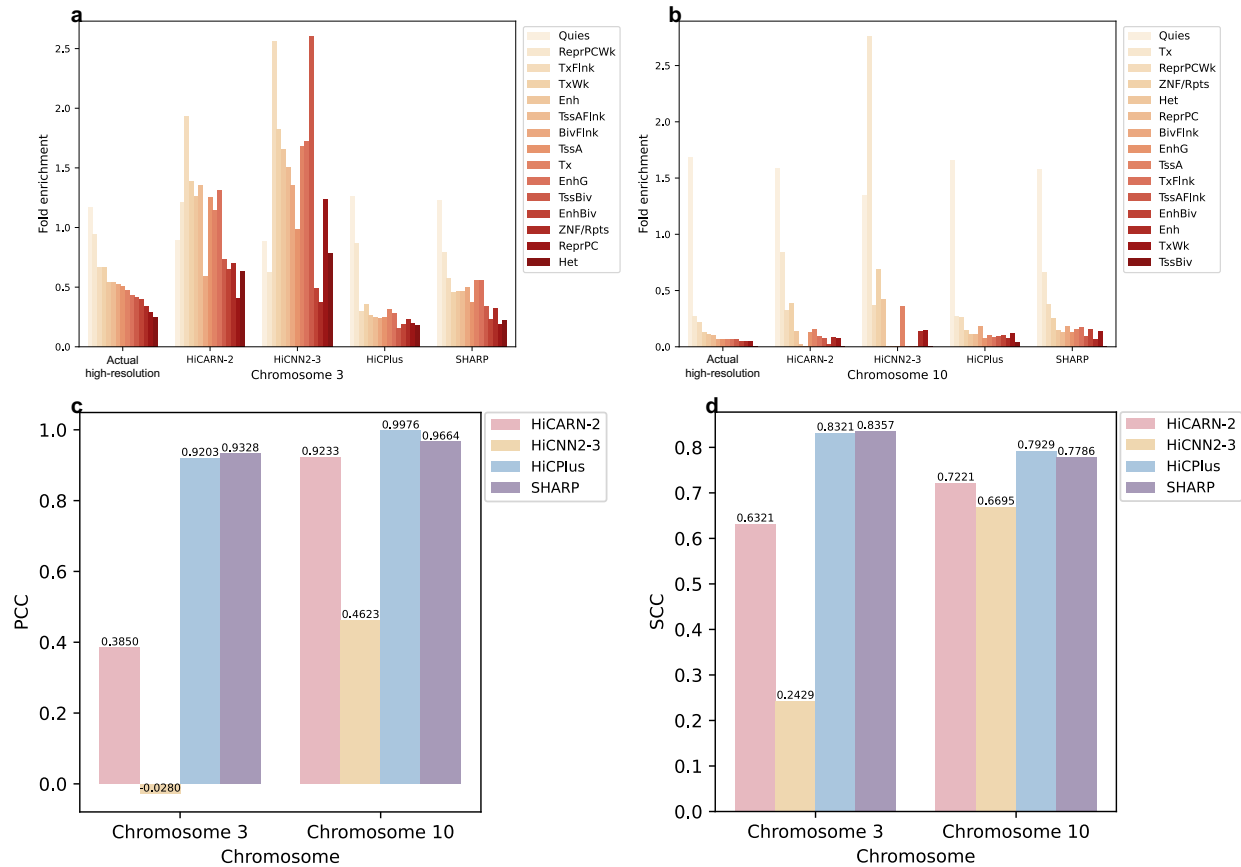 a
Fold enrichment
2.5
2.0
1.5
1.0
0.5
0.0
Actual
high-resolution
HiCARN-2
HiCNN2-3
HiCPlus
SHARP
Chromosome 3
Quies
ReprPCWk
TxFlnk
TxWk
Enh
TssAFlnk
BivFlnk
TssA
Tx
EnhG
TssBiv
EnhBiv
ZNF/Rpts
ReprPC
Het
b
Fold enrichment
2.5
2.0
1.5
1.0
0.5
0.0
Actual
high-resolution
HiCARN-2
HiCNN2-3
HiCPlus
SHARP
Chromosome 10
Quies
Tx
ReprPCWk
ZNF/Rpts
Het
ReprPC
BivFlnk
EnhG
TssA
TxFlnk
TssAFlnk
EnhBiv
Enh
TxWk
TssBiv
c
PCC
1.0
0.8
0.6
0.4
0.2
0.0
0.3850
-0.0280
0.9203
0.9328
0.9233
0.4623
0.9976
0.9664
Chromosome 3
Chromosome 10
Chromosome
HiCARN-2
HiCNN2-3
HiCPlus
SHARP
d
SCC
0.8
0.7
0.6
0.5
0.4
0.3
0.2
0.1
0.0
0.6321
0.2429
0.8321
0.8357
0.7221
0.6695
0.7929
0.7786
Chromosome 3
Chromosome 10
Chromosome
HiCARN-2
HiCNN2-3
HiCPlus
SHARP